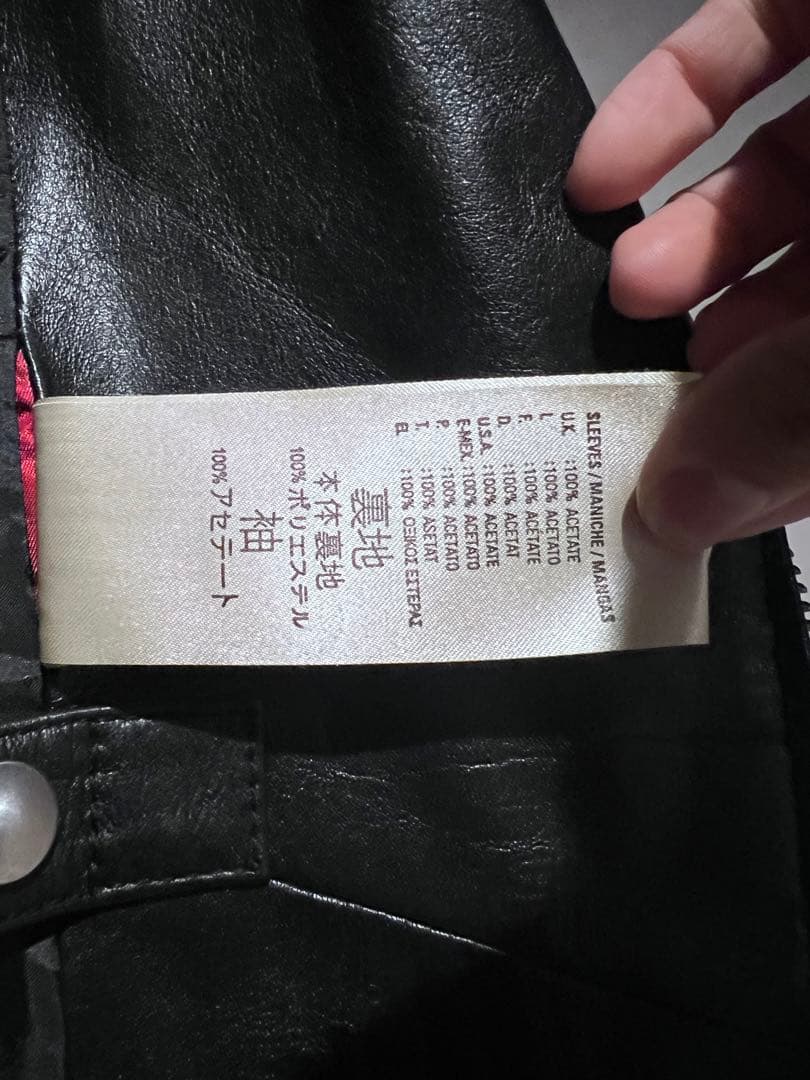 SLEEVES / MANICHE / MANGAS
U.K. :100% ACETATE
I. :100% ACETATO
F. :100% ACETATE
D. :100% ACETAT
U.S.A. :100% ACETATE
E-MEX. :100% ACETATO
P. :100% ACETATO
T. :100% ASETAT
EL :100% ΟΞΙΚΟΣ ΕΣΤΕΡΑΣ
裏地
本体裏地
100% ポリエステル
袖
100% アセテート